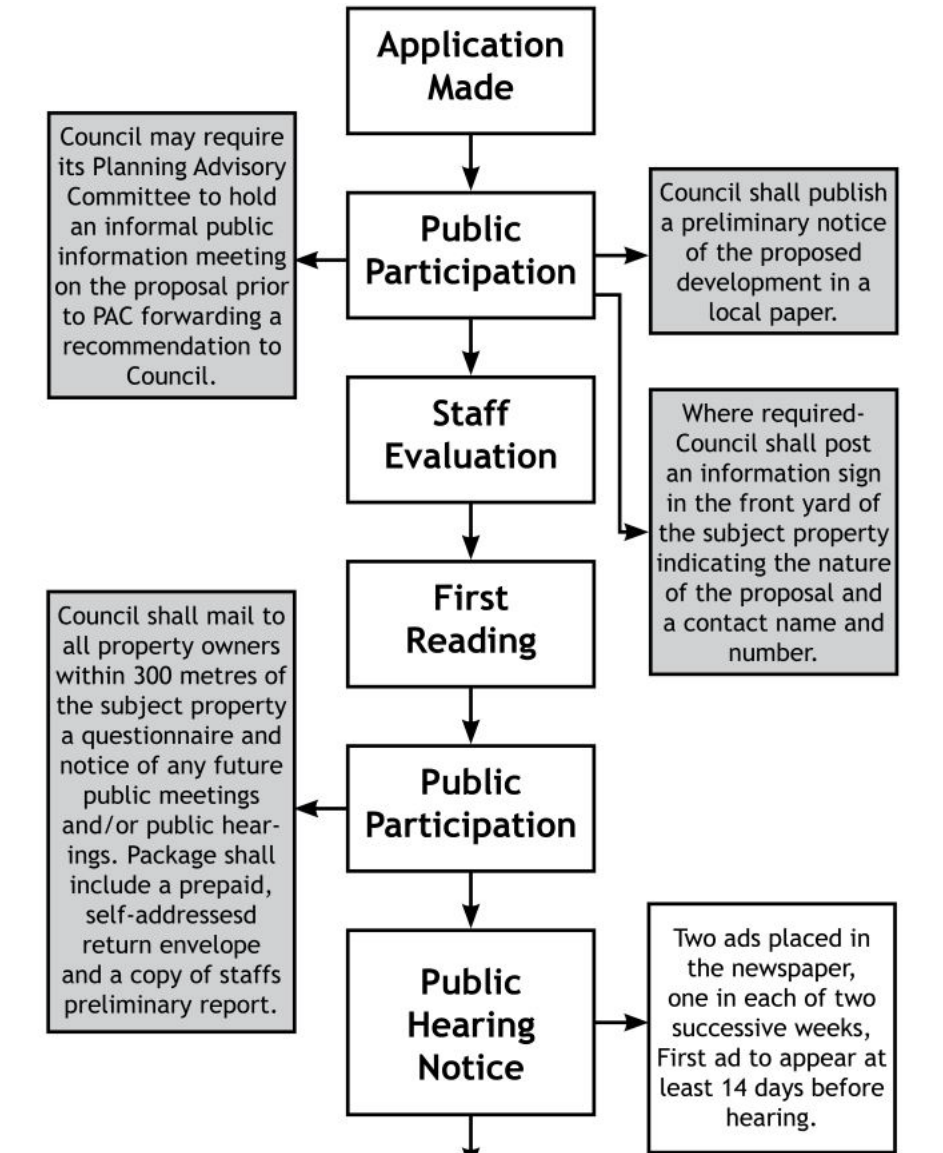 Application
Made
Council may require
its Planning Advisory
Committee to hold
an informal public
information meeting
on the proposal prior
to PAC forwarding a
recommendation to
Council.
Public
Participation
Council shall publish
a preliminary notice
of the proposed
development in a
local paper.
Staff
Evaluation
Where required-
Council shall post
an information sign
in the front yard of
the subject property
indicating the nature
of the proposal and
a contact name and
number.
First
Reading
Council shall mail to
all property owners
within 300 metres of
the subject property
a questionnaire and
notice of any future
public meetings
and/or public hear-
ings. Package shall
include a prepaid,
self-addressesd
return envelope
and a copy of staffs
preliminary report.
Public
Participation
Public
Hearing
Notice
Two ads placed in
the newspaper,
one in each of two
successive weeks,
First ad to appear at
least 14 days before
hearing.